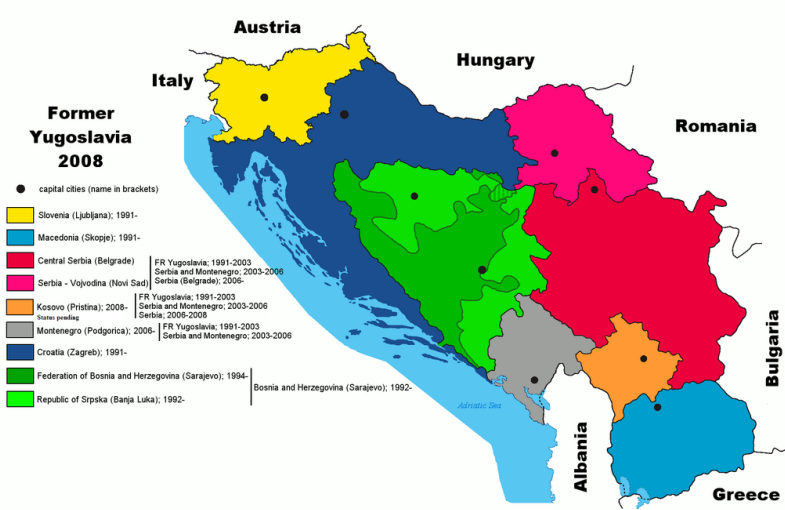 Austria
Hungary
Italy
Romania
Former
Yugoslavia
2008
capital cities (name in brackets)
Slovenia (Ljubljana); 1991-
Macedonia (Skopje); 1991-
Central Serbia (Belgrade)
Serbia - Vojvodina (Novi Sad)
FR Yugoslavia; 1991-2003
Serbia and Montenegro; 2003-2006
Serbia (Belgrade); 2006-
Kosovo (Pristina); 2008-
Status pending
FR Yugoslavia; 1991-2003
Serbia and Montenegro; 2003-2006
Serbia; 2006-2008
Montenegro (Podgorica); 2006-
FR Yugoslavia; 1991-2003
Serbia and Montenegro; 2003-2006
Croatia (Zagreb); 1991-
Federation of Bosnia and Herzegovina (Sarajevo); 1994-
Republic of Srpska (Banja Luka); 1992-
Bosnia and Herzegovina (Sarajevo); 1992-
Adriatic Sea
Bulgaria
Albania
Greece